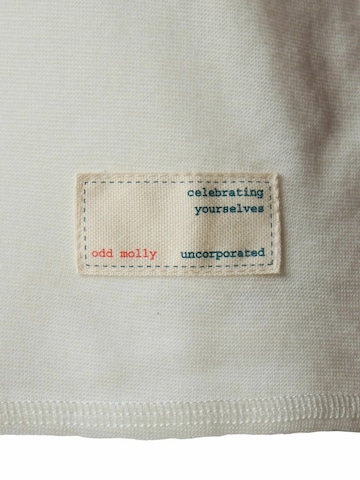 celebrating
yourselves
odd molly uncorporated